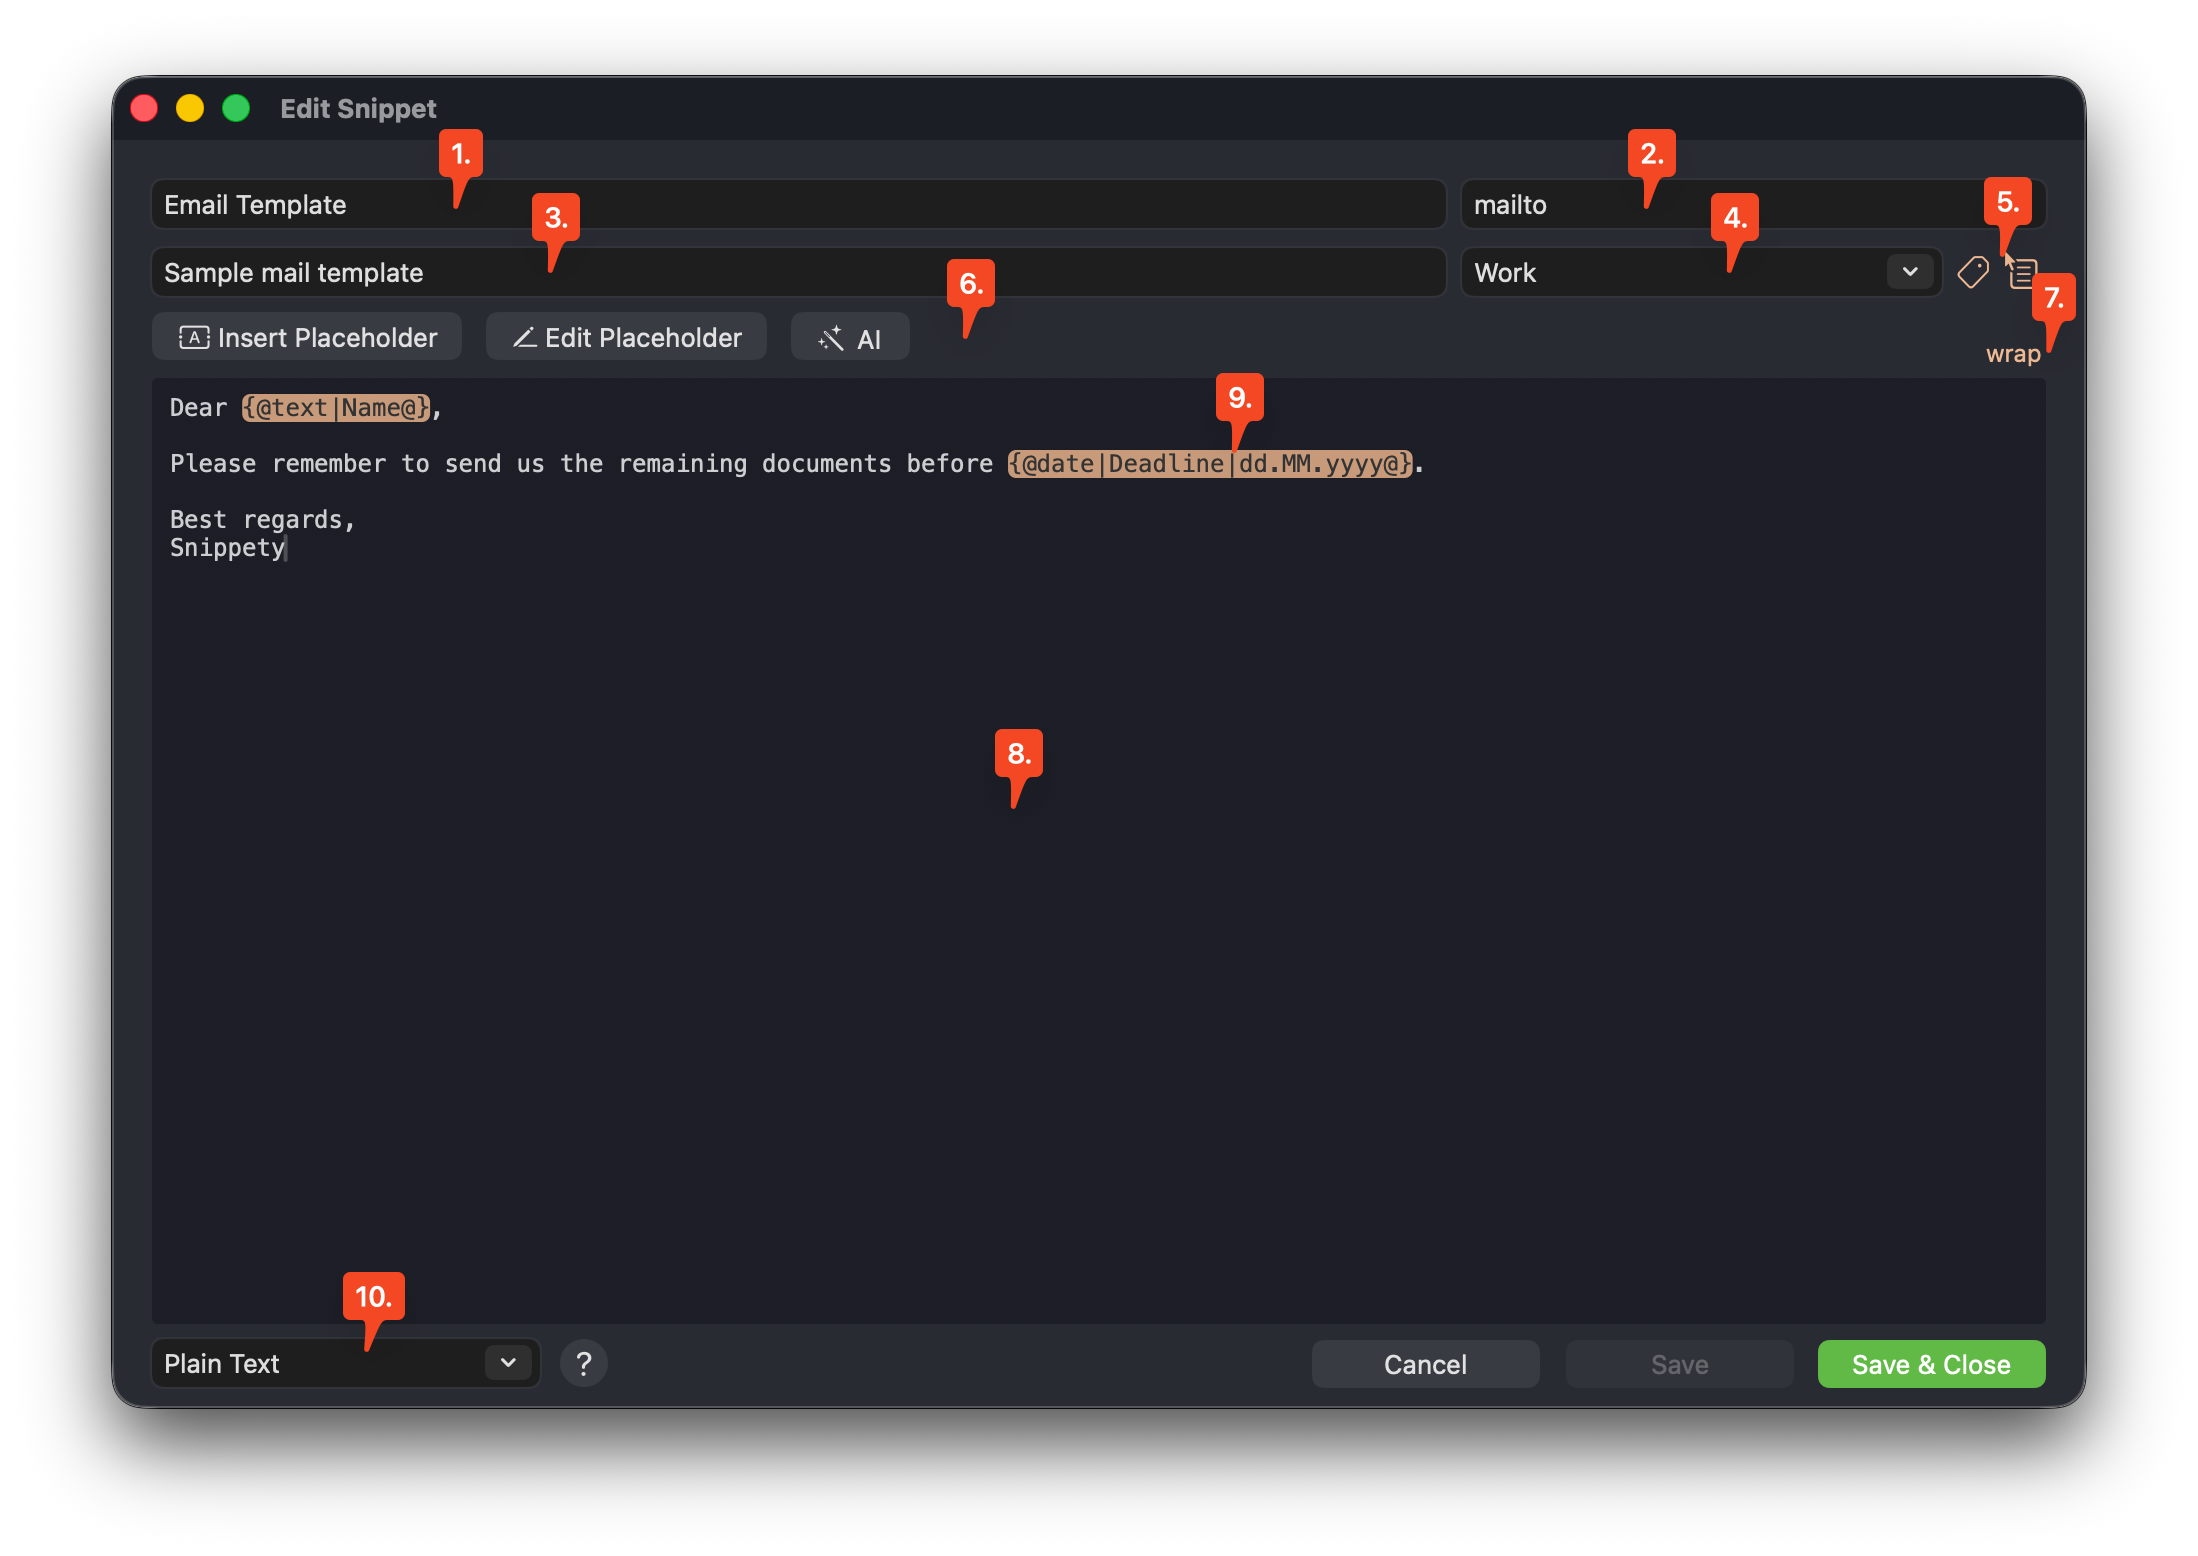 Edit Snippet
1.
2.
Email Template
mailto
3.
4.
5.
Sample mail template
Work
6.
7.
A Insert Placeholder
Edit Placeholder
AI
wrap
Dear {@text|Name@},
9.
Please remember to send us the remaining documents before {@date|Deadline|dd.MM.yyyy@}.
Best regards,
Snippety
8.
10.
Plain Text
?
Cancel
Save
Save & Close